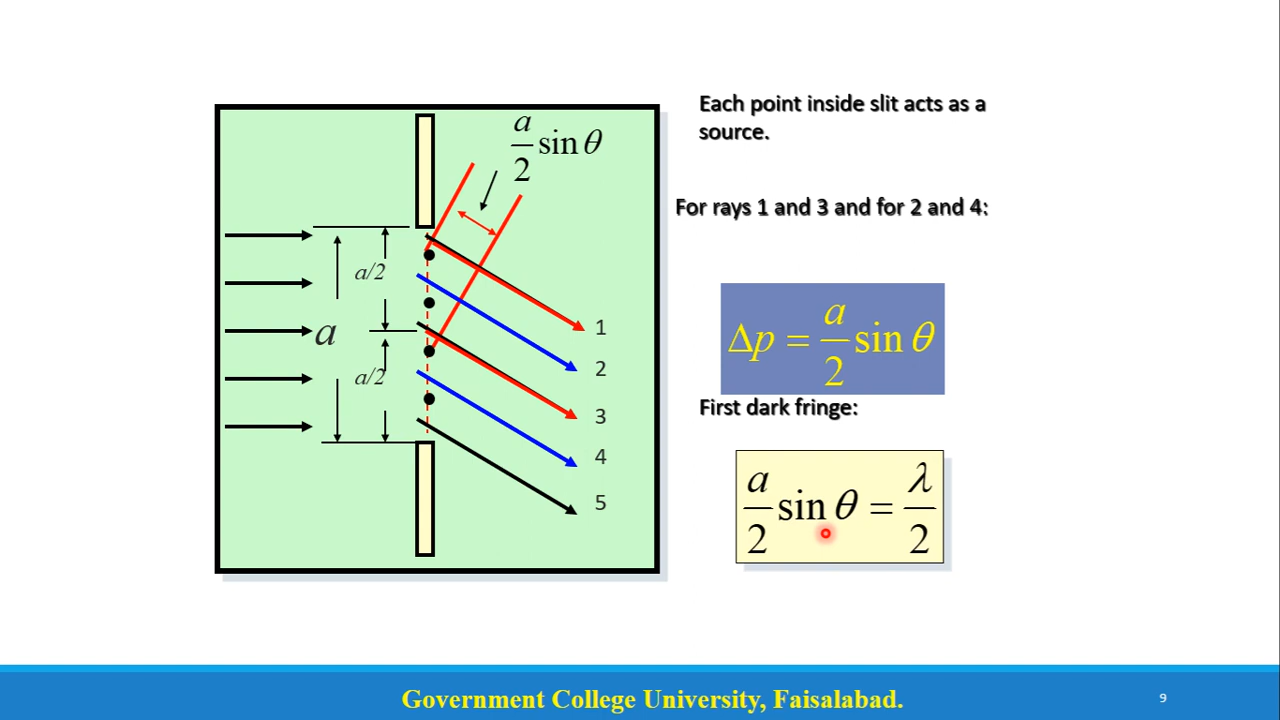 a/2 sin θ
a/2
a
a/2
1
2
3
4
5
Each point inside slit acts as a
source.
For rays 1 and 3 and for 2 and 4:
Δp = a/2 sin θ
First dark fringe:
a/2 sin θ = λ/2
Government College University, Faisalabad.
9